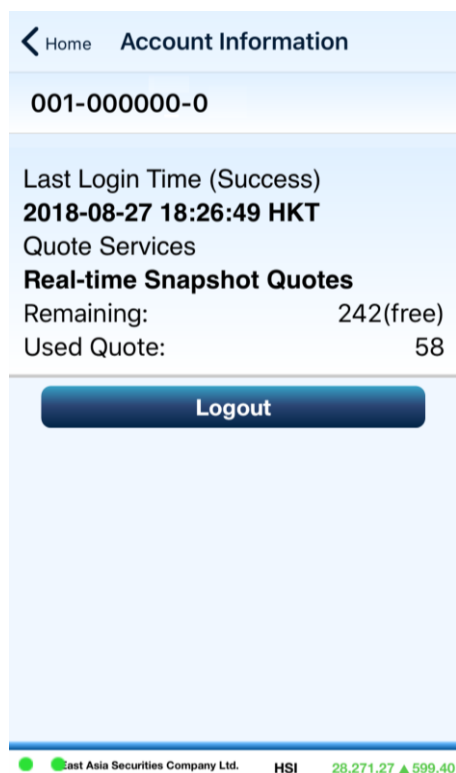 Home Account Information
001-000000-0
Last Login Time (Success)
2018-08-27 18:26:49 HKT
Quote Services
Real-time Snapshot Quotes
Remaining: 242(free)
Used Quote: 58
Logout
East Asia Securities Company Ltd. HSI 28,271.27 ▲ 599.40